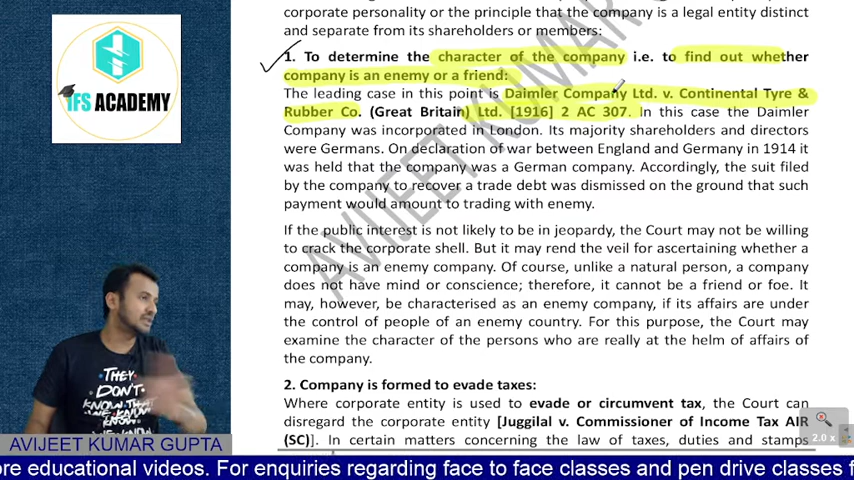 corporate personality or the principle that the company is a legal entity distinct
and separate from its shareholders or members:
1. To determine the character of the company i.e. to find out whether
company is an enemy or a friend:
The leading case in this point is Daimler Company Ltd. v. Continental Tyre &
Rubber Co. (Great Britain) Ltd. [1916] 2 AC 307. In this case the Daimler
Company was incorporated in London. Its majority shareholders and directors
were Germans. On declaration of war between England and Germany in 1914 it
was held that the company was a German company. Accordingly, the suit filed
by the company to recover a trade debt was dismissed on the ground that such
payment would amount to trading with enemy.
If the public interest is not likely to be in jeopardy, the Court may not be willing
to crack the corporate shell. But it may rend the veil for ascertaining whether a
company is an enemy company. Of course, unlike a natural person, a company
does not have mind or conscience; therefore, it cannot be a friend or foe. It
may, however, be characterised as an enemy company, if its affairs are under
the control of people of an enemy country. For this purpose, the Court may
examine the character of the persons who are really at the helm of affairs of
the company.
2. Company is formed to evade taxes:
Where corporate entity is used to evade or circumvent tax, the Court can
disregard the corporate entity [Juggilal v. Commissioner of Income Tax AIR
(SC)]. In certain matters concerning the law of taxes, duties and stamps
AVIJEET KUMAR
IFS ACADEMY
THEY
DON'T
KNOW THAT
AVIJEET KUMAR GUPTA
2.0 x
ore educational videos. For enquiries regarding face to face classes and pen drive classes f